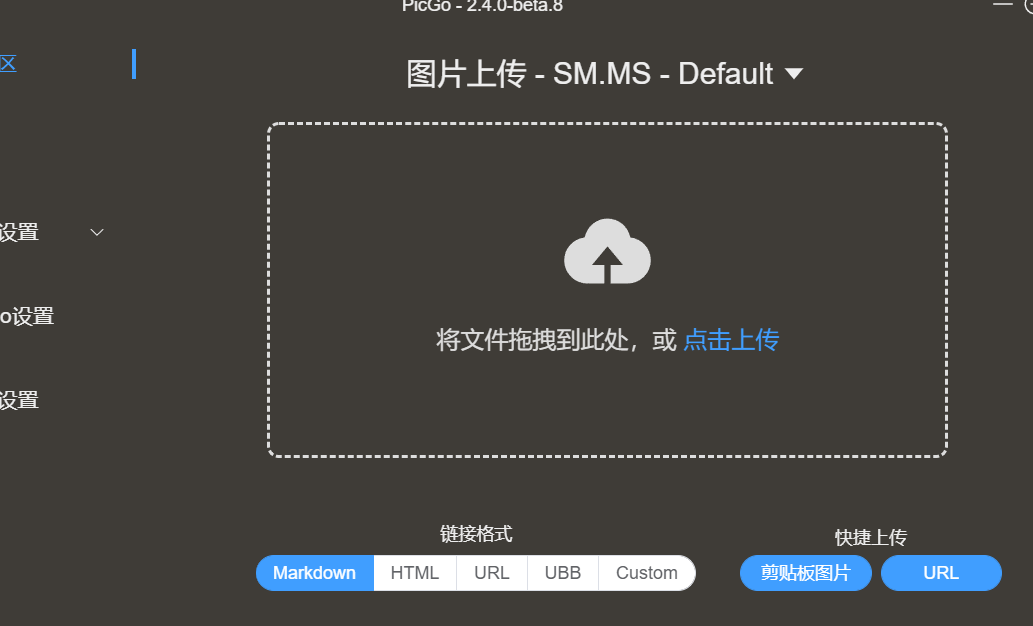 PicGo - 2.4.0-beta.8
区
图片上传 - SM.MS - Default
设置
o设置
设置
将文件拖拽到此处，或 点击上传
链接格式
快捷上传
Markdown HTML URL UBB Custom
剪贴板图片 URL